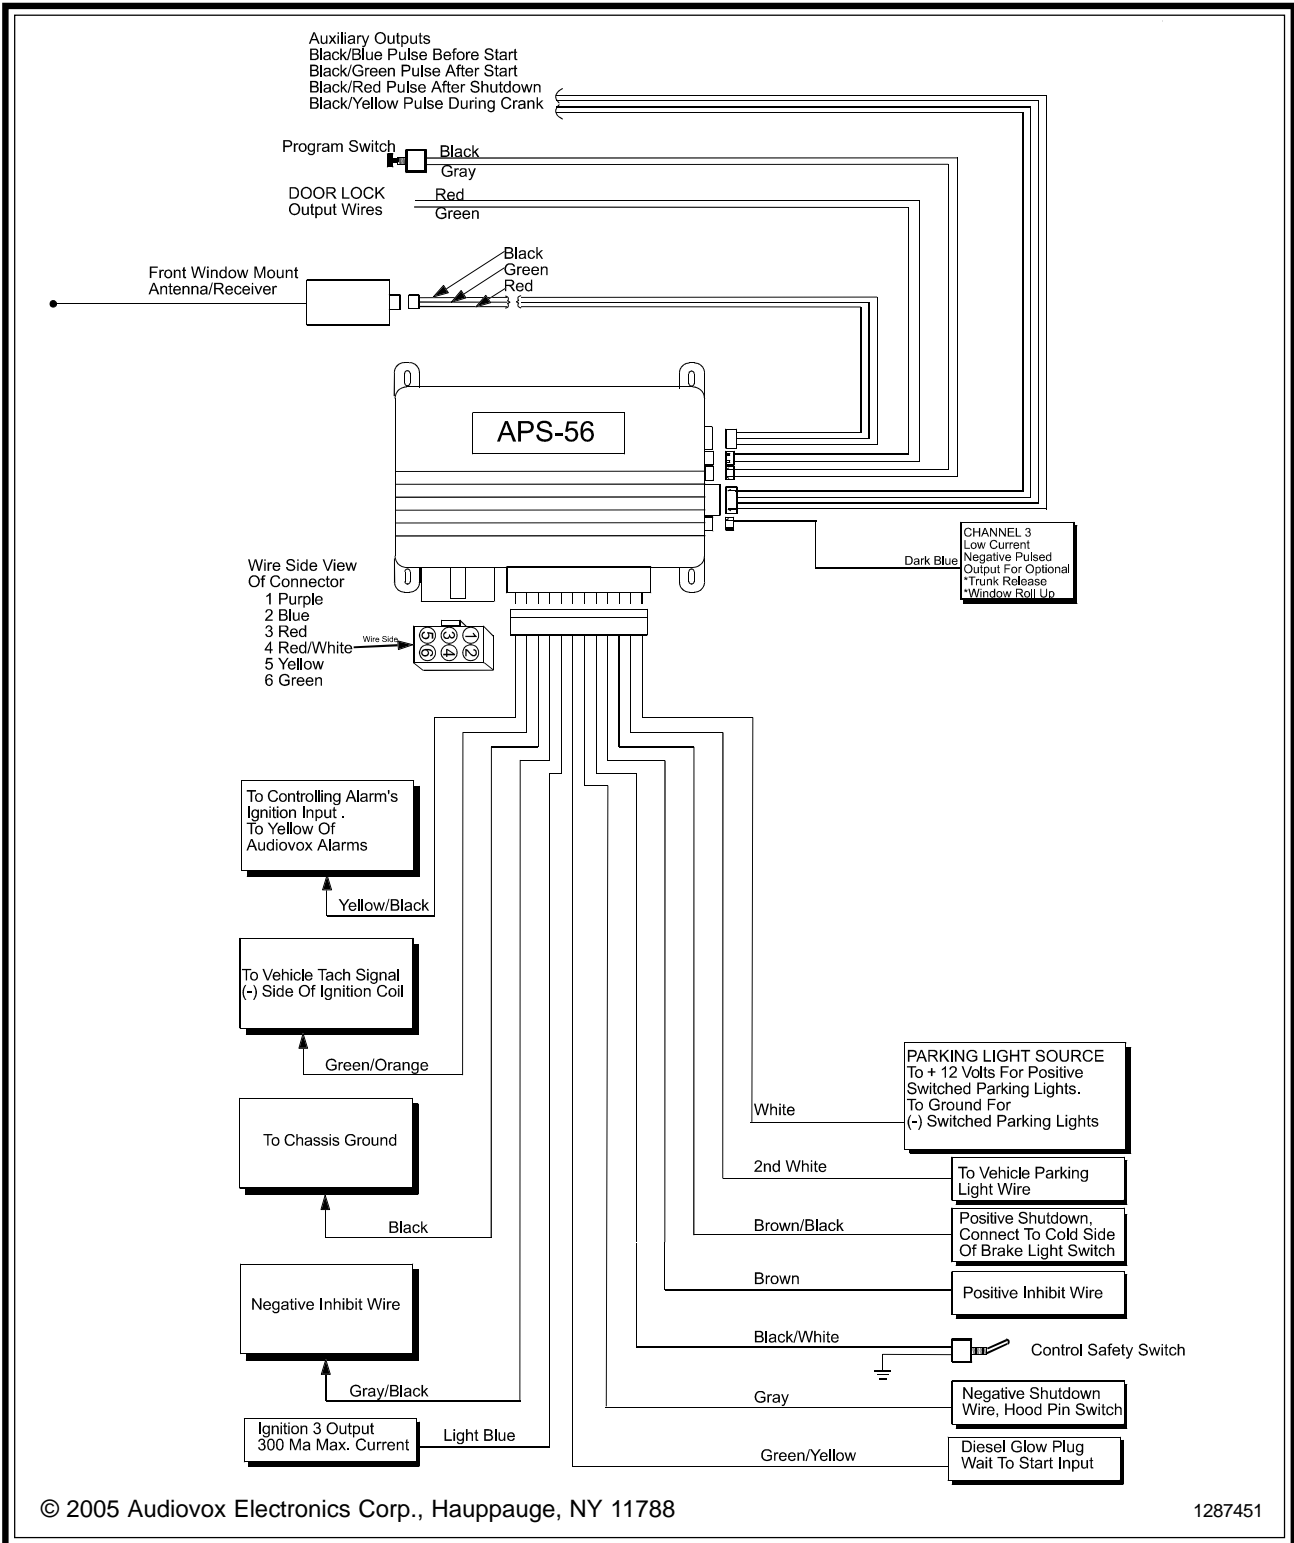 Auxiliary Outputs
Black/Blue Pulse Before Start
Black/Green Pulse After Start
Black/Red Pulse After Shutdown
Black/Yellow Pulse During Crank
Program Switch
Black
Gray
DOOR LOCK
Output Wires
Red
Green
Front Window Mount
Antenna/Receiver
Black
Green
Red
APS-56
CHANNEL 3
Low Current
Negative Pulsed
Output For Optional
*Trunk Release
*Window Roll Up
Dark Blue
Wire Side View
Of Connector
1 Purple
2 Blue
3 Red
4 Red/White
5 Yellow
6 Green
Wire Side
5 3 1
6 4 2
To Controlling Alarm's
Ignition Input .
To Yellow Of
Audiovox Alarms
Yellow/Black
To Vehicle Tach Signal
(-) Side Of Ignition Coil
Green/Orange
To Chassis Ground
Black
Negative Inhibit Wire
Gray/Black
Ignition 3 Output
300 Ma Max. Current
Light Blue
PARKING LIGHT SOURCE
To + 12 Volts For Positive
Switched Parking Lights.
To Ground For
(-) Switched Parking Lights
White
2nd White
To Vehicle Parking
Light Wire
Brown/Black
Positive Shutdown,
Connect To Cold Side
Of Brake Light Switch
Brown
Positive Inhibit Wire
Black/White
Control Safety Switch
Gray
Negative Shutdown
Wire, Hood Pin Switch
Green/Yellow
Diesel Glow Plug
Wait To Start Input
© 2005 Audiovox Electronics Corp., Hauppauge, NY 11788
1287451